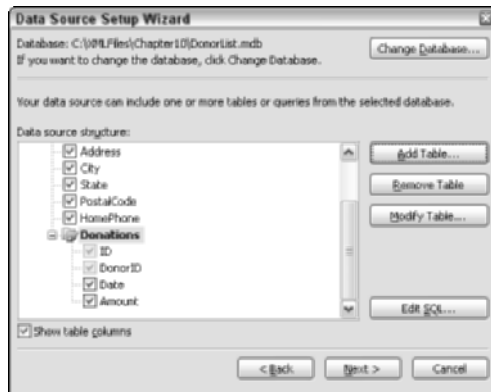 Data Source Setup Wizard
Database: C:\XMLFiles\Chapter10\DonorList.mdb
If you want to change the database, click Change Database.
Change Database...
Your data source can include one or more tables or queries from the selected database.
Data source structure:
Address
City
State
PostalCode
HomePhone
Donations
ID
DonorID
Date
Amount
Add Table...
Remove Table
Modify Table...
Edit SQL...
Show table columns
< Back
Next >
Cancel